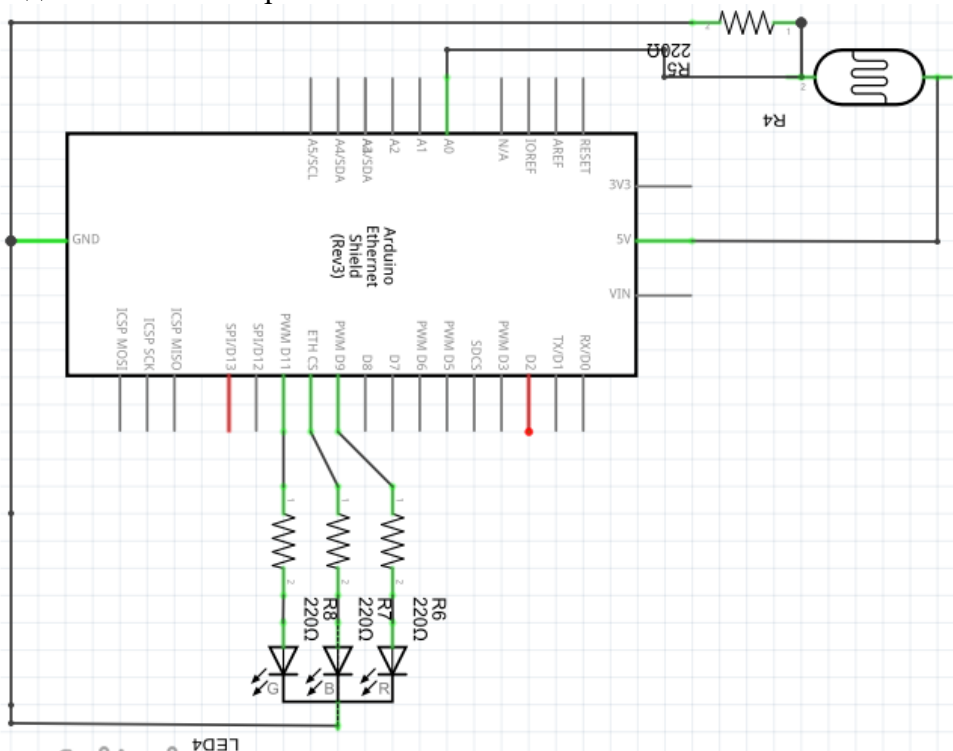 2
1
220Ω
R5
2
R4
A5/SCL
A4/SDA
A3/SDA
A2
A1
A0
N/A
IOREF
AREF
RESET
3V3
GND
5V
Arduino
Ethernet
Shield
(Rev3)
VIN
ICSP MOSI
ICSP SCK
ICSP MISO
SPI/D13
SPI/D12
PWM D11
ETH CS
PWM D9
D8
D7
PWM D6
PWM D5
SDCS
PWM D3
D2
TX/D1
RX/D0
1
1
1
2
2
2
R8
220Ω
R7
220Ω
R6
220Ω
G
B
R
LED4